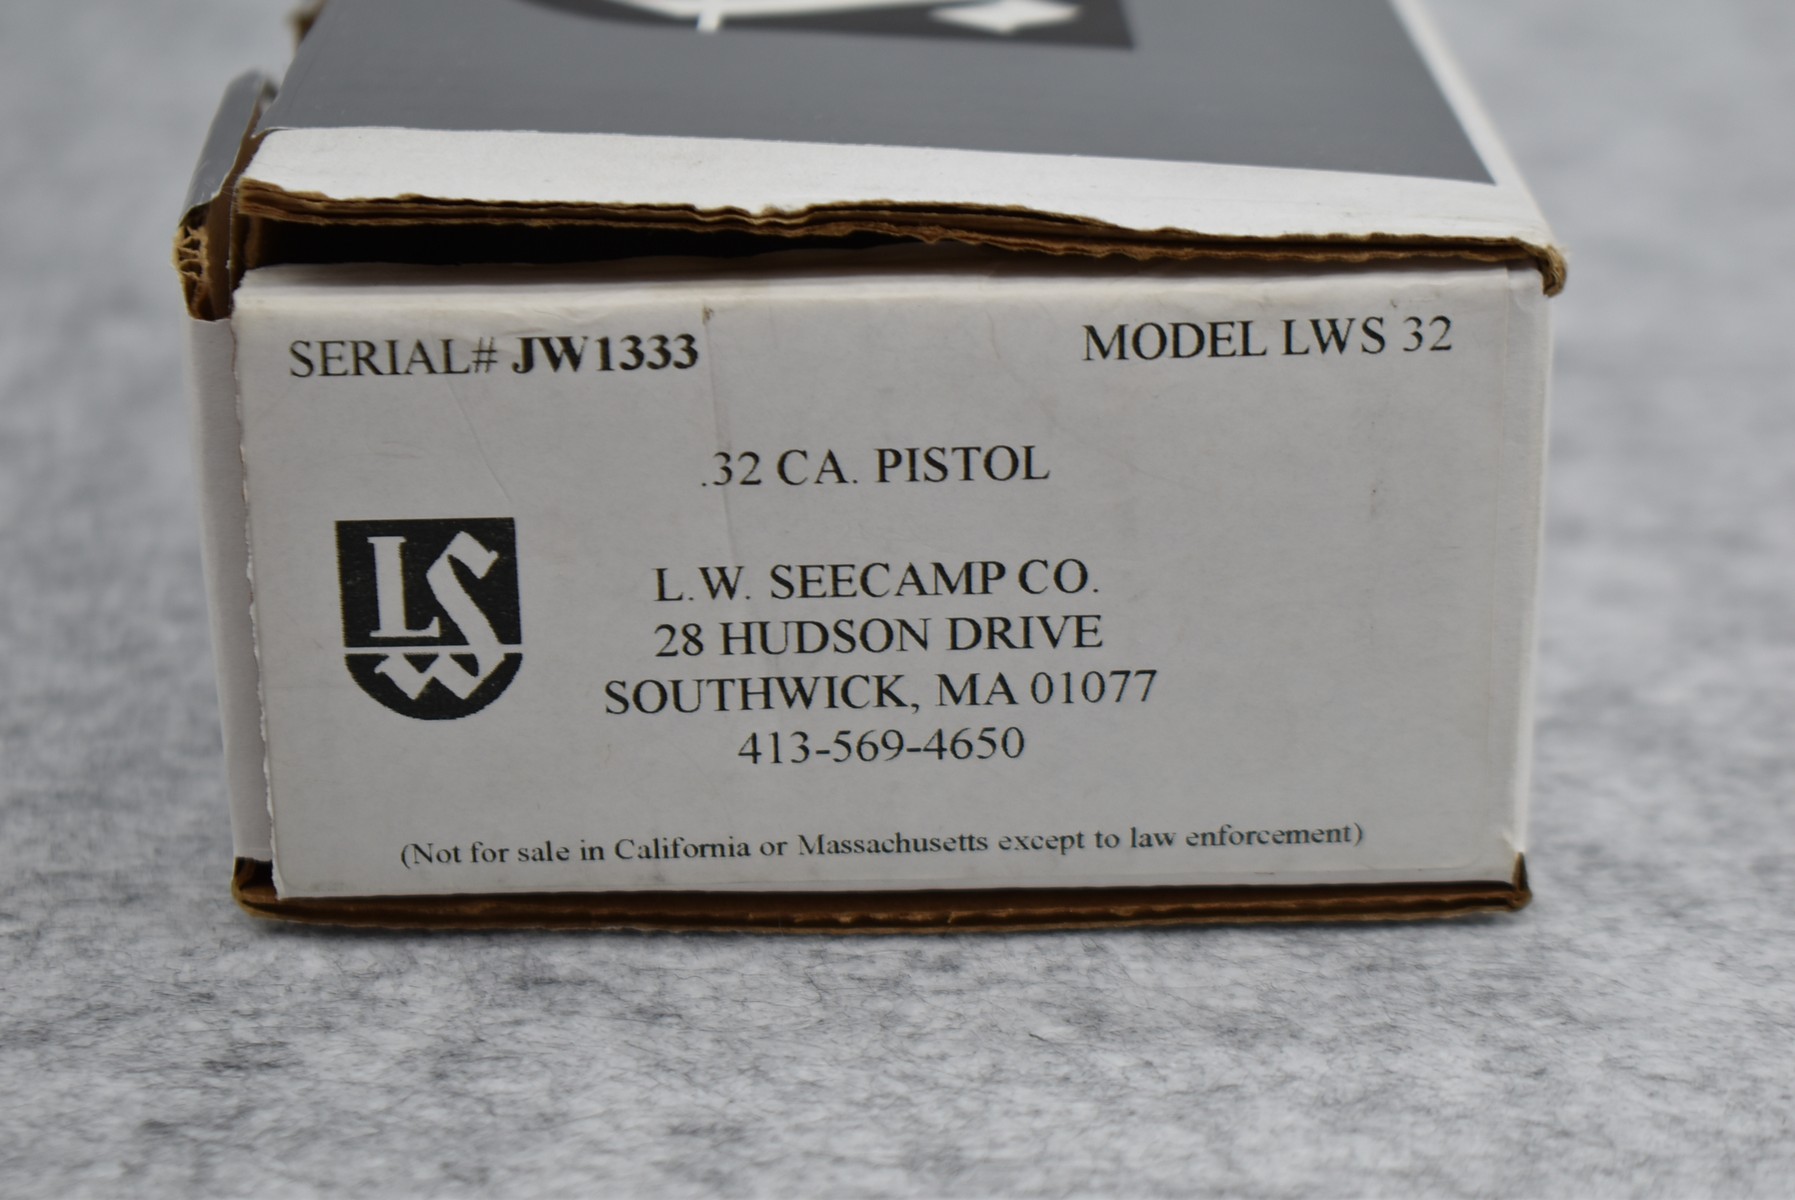 SERIAL# JW1333 MODEL LWS 32
.32 CA. PISTOL
LWS
L.W. SEECAMP CO.
28 HUDSON DRIVE
SOUTHWICK, MA 01077
413-569-4650
(Not for sale in California or Massachusetts except to law enforcement)